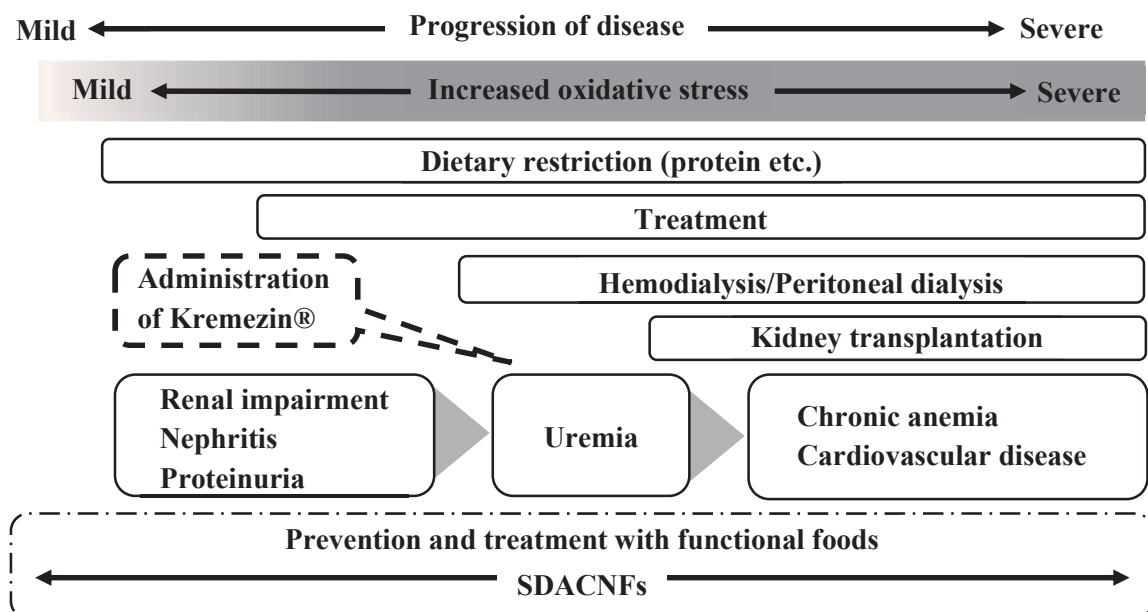 Mild Progression of disease Severe
Mild Increased oxidative stress Severe
Dietary restriction (protein etc.)
Treatment
Administration
of Kremezin®
Hemodialysis/Peritoneal dialysis
Kidney transplantation
Renal impairment
Nephritis
Proteinuria
Uremia
Chronic anemia
Cardiovascular disease
Prevention and treatment with functional foods
SDACNFs